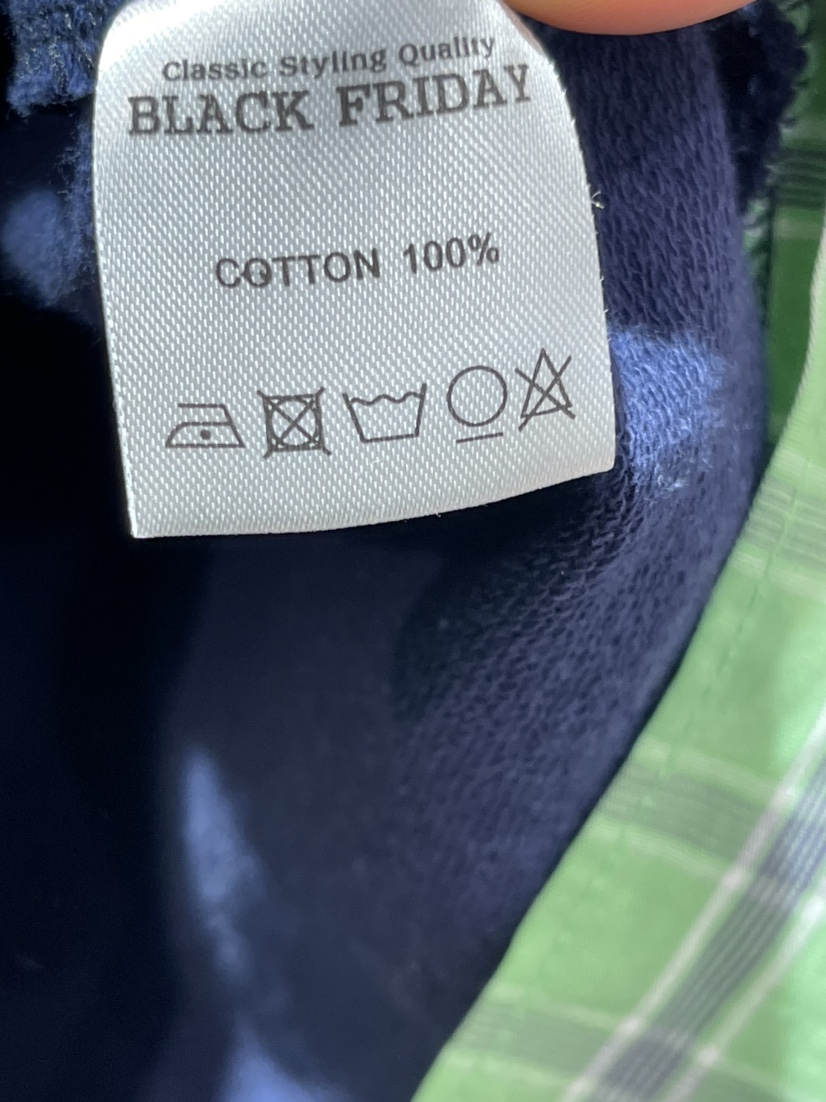 Classic Styling Quality
BLACK FRIDAY
COTTON 100%